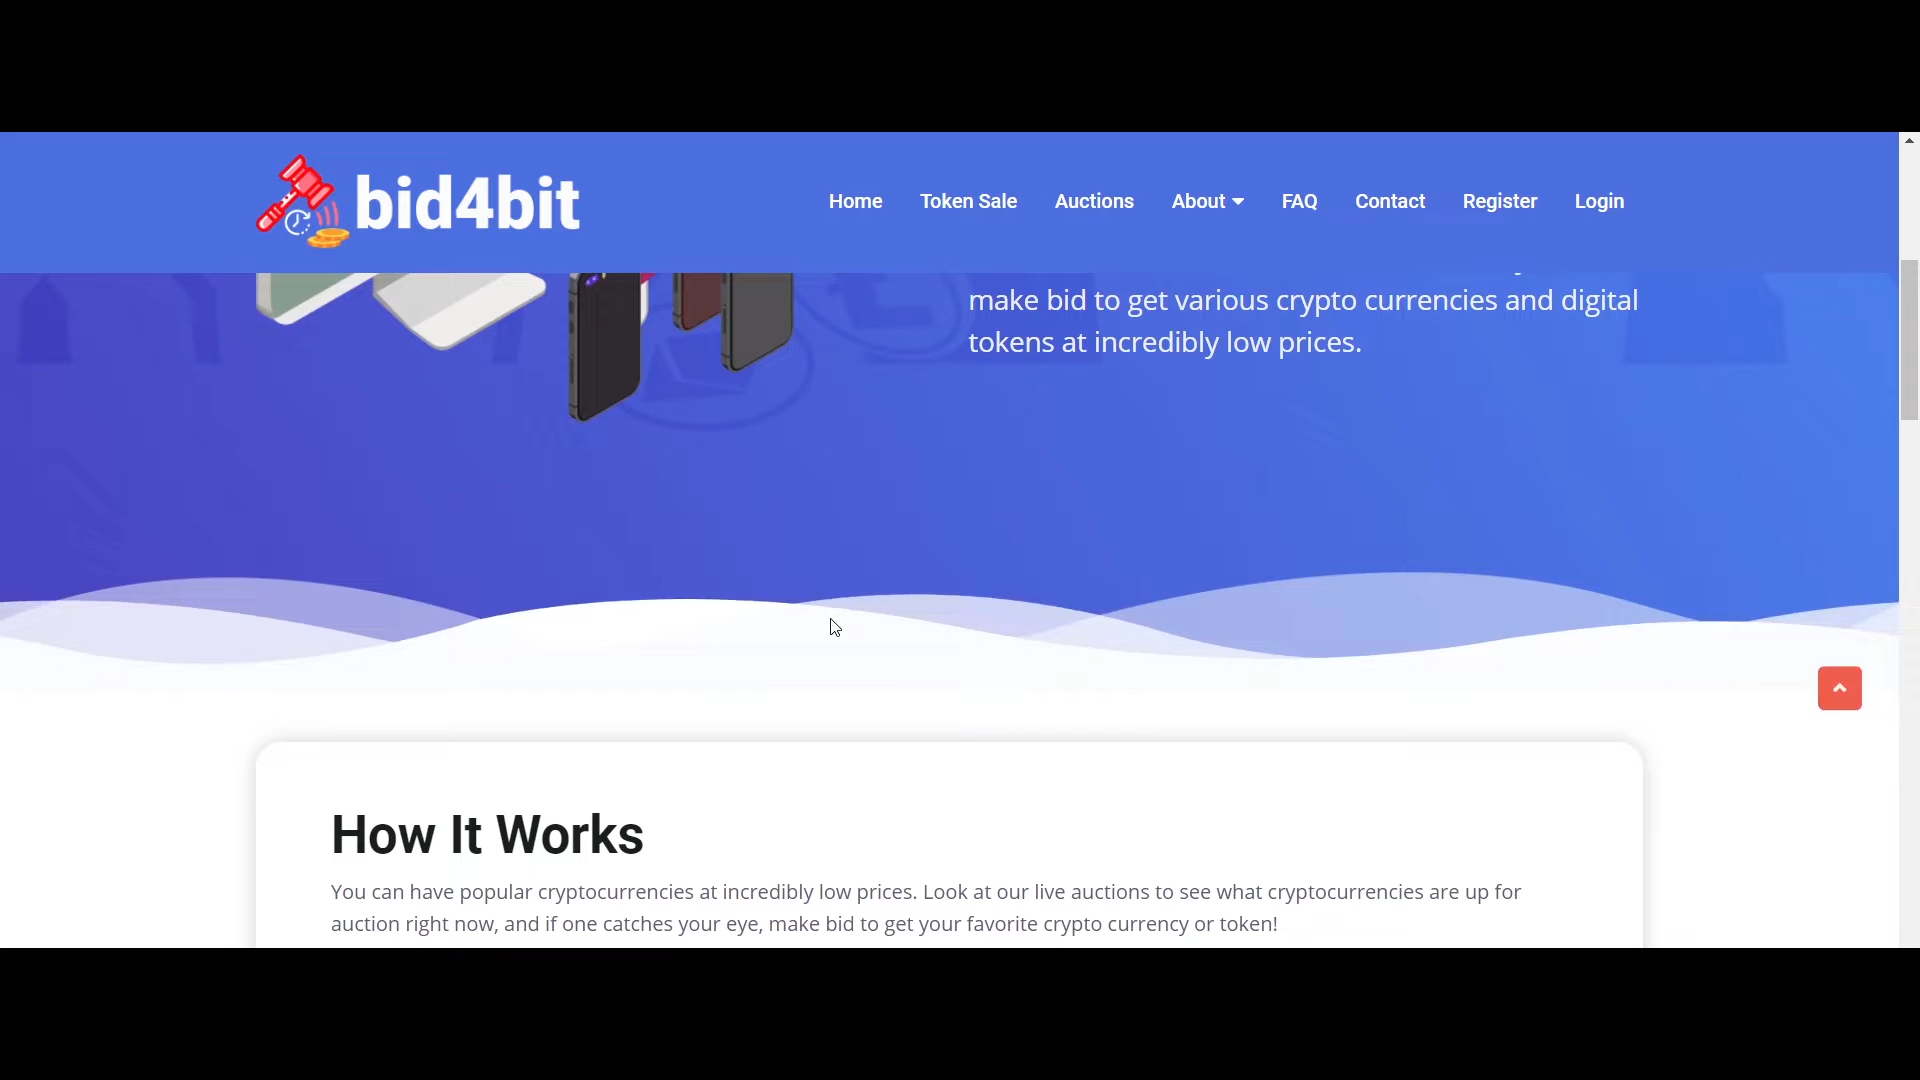 bid4bit
Home Token Sale Auctions About FAQ Contact Register Login
make bid to get various crypto currencies and digital
tokens at incredibly low prices.
How It Works
You can have popular cryptocurrencies at incredibly low prices. Look at our live auctions to see what cryptocurrencies are up for
auction right now, and if one catches your eye, make bid to get your favorite crypto currency or token!